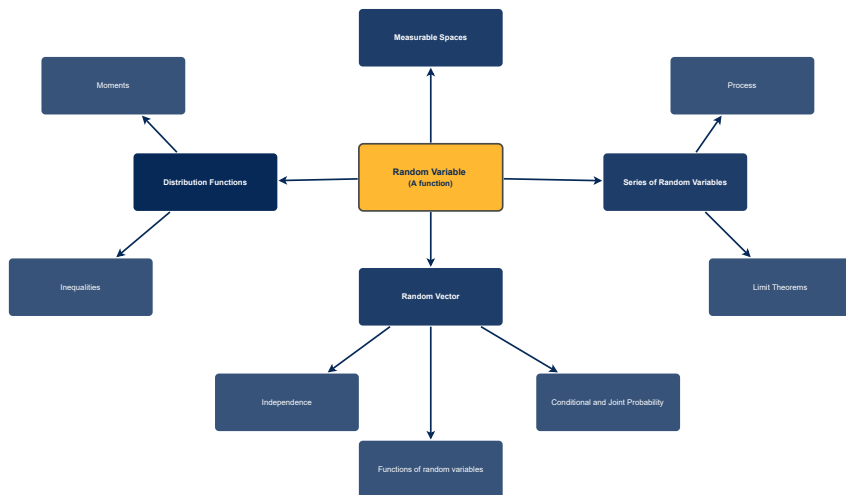 Measurable Spaces
Moments
Process
Random Variable
(A function)
Distribution Functions
Series of Random Variables
Inequalities
Random Vector
Limit Theorems
Independence
Conditional and Joint Probability
Functions of random variables